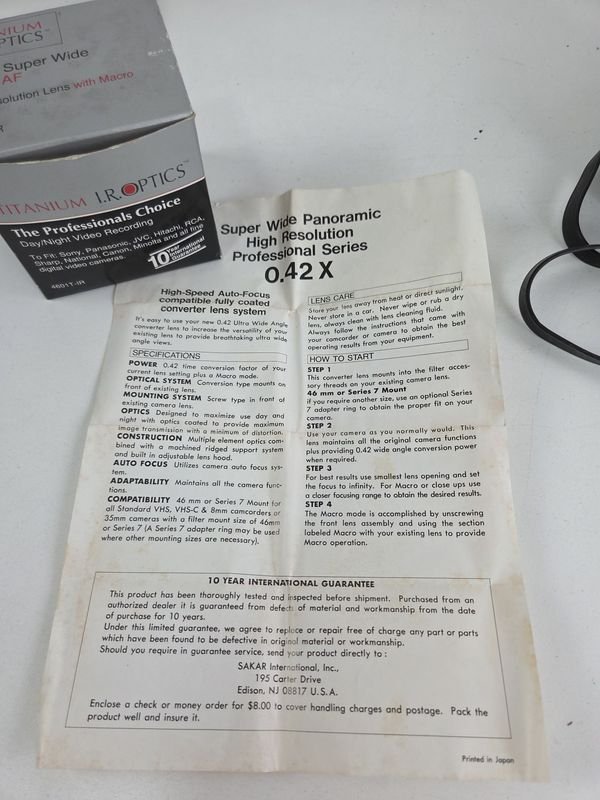 NIUM
PTICS™
Super Wide
AF
olution Lens with Macro
R
TITANIUM I.R.OPTICS™
The Professionals Choice
Day/Night Video Recording
To Fit: Sony, Panasonic, JVC, Hitachi, RCA,
Sharp, National, Canon, Minolta and all fine
digital video cameras.
10 Year International Guarantee
4601T-IR
Super Wide Panoramic
High Resolution
Professional Series
0.42 X
High-Speed Auto-Focus
compatible fully coated
converter lens system
It's easy to use your new 0.42 Ultra Wide Angle
converter lens to increase the versatility of your
existing lens to provide breathtaking ultra wide
angle views.
SPECIFICATIONS
POWER 0.42 time conversion factor of your
current lens setting plus a Macro mode.
OPTICAL SYSTEM Conversion type mounts on
front of existing lens.
MOUNTING SYSTEM Screw type in front of
existing camera lens.
OPTICS Designed to maximize use day and
night with optics coated to provide maximum
image transmission with a minimum of distortion.
CONSTRUCTION Multiple element optics com-
bined with a machined ridged support system
and built in adjustable lens hood.
AUTO FOCUS Utilizes camera auto focus sys-
tem.
ADAPTABILITY Maintains all the camera func-
tions.
COMPATIBILITY 46 mm or Series 7 Mount for
all Standard VHS, VHS-C & 8mm camcorders or
35mm cameras with a filter mount size of 46mm
or Series 7 (A Series 7 adapter ring may be used
where other mounting sizes are necessary).
LENS CARE
Store your lens away from heat or direct sunlight.
Never store in a car. Never wipe or rub a dry
lens, always clean with lens cleaning fluid.
Always follow the instructions that came with
your camcorder or camera to obtain the best
operating results from your equipment.
HOW TO START
STEP 1
This converter lens mounts into the filter acces-
sory threads on your existing camera lens.
46 mm or Series 7 Mount
if you require another size, use an optional Series
7 adapter ring to obtain the proper fit on your
camera.
STEP 2
Use your camera as you normally would. This
lens maintains all the original camera functions
plus providing 0.42 wide angle conversion power
when required.
STEP 3
For best results use smallest lens opening and set
the focus to infinity. For Macro or close ups use
a closer focusing range to obtain the desired results.
STEP 4
The Macro mode is accomplished by unscrewing
the front lens assembly and using the section
labeled Macro with your existing lens to provide
Macro operation.
10 YEAR INTERNATIONAL GUARANTEE
This product has been thoroughly tested and inspected before shipment. Purchased from an
authorized dealer it is guaranteed from defects of material and workmanship from the date
of purchase for 10 years.
Under this limited guarantee, we agree to replace or repair free of charge any part or parts
which have been found to be defective in original material or workmanship.
Should you require in guarantee service, send your product directly to :
SAKAR International, Inc.,
195 Carter Drive
Edison, NJ 08817 U.S.A.
Enclose a check or money order for $8.00 to cover handling charges and postage. Pack the
product well and insure it.
Printed in Japan